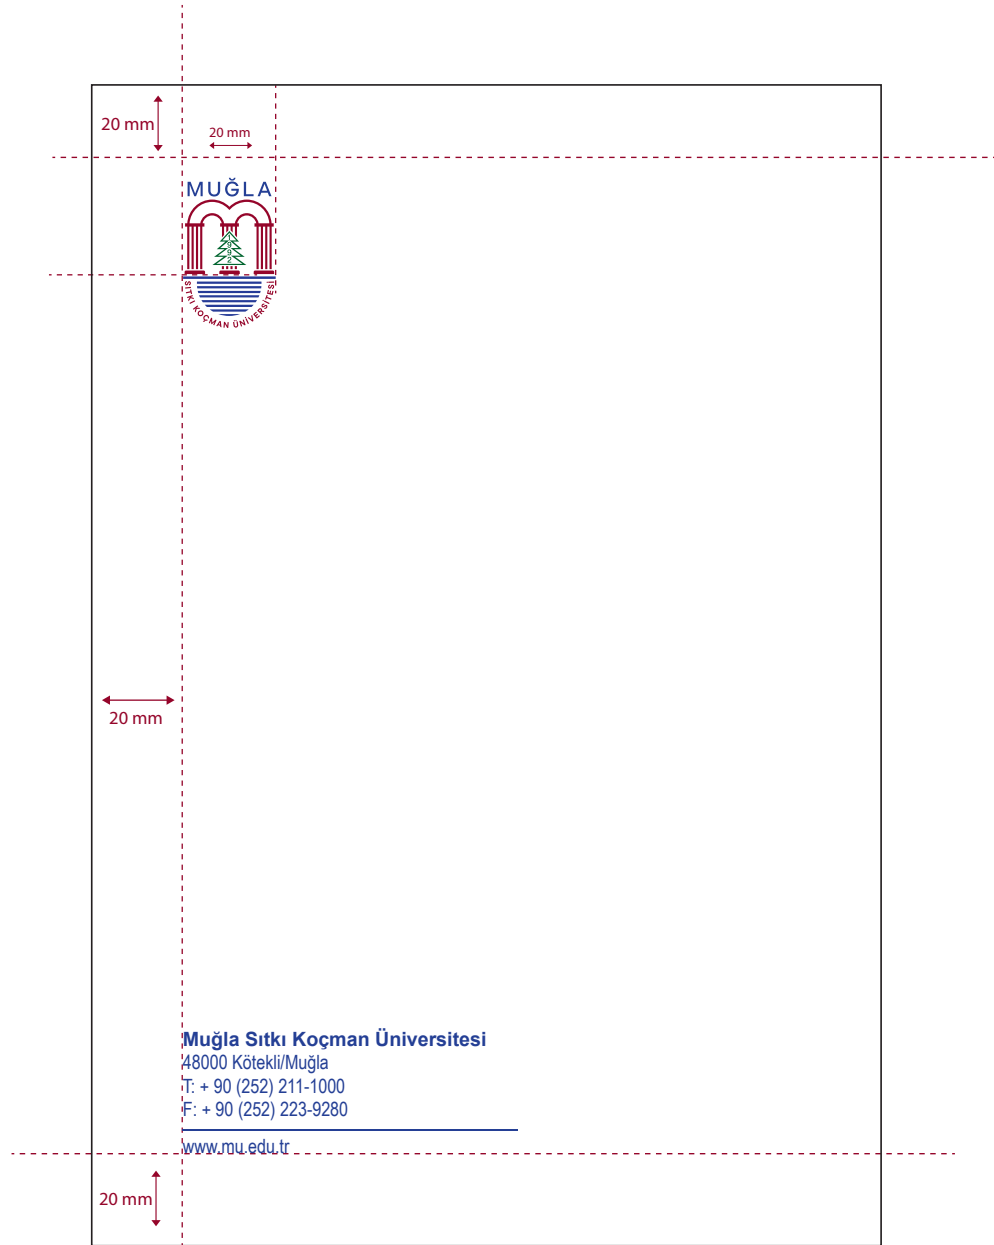 20 mm
20 mm
MUĞLA
1992
SITKI KOÇMAN ÜNİVERSİTESİ
20 mm
Muğla Sıtkı Koçman Üniversitesi
48000 Kötekli/Muğla
T: + 90 (252) 211-1000
F: + 90 (252) 223-9280
www.mu.edu.tr
20 mm